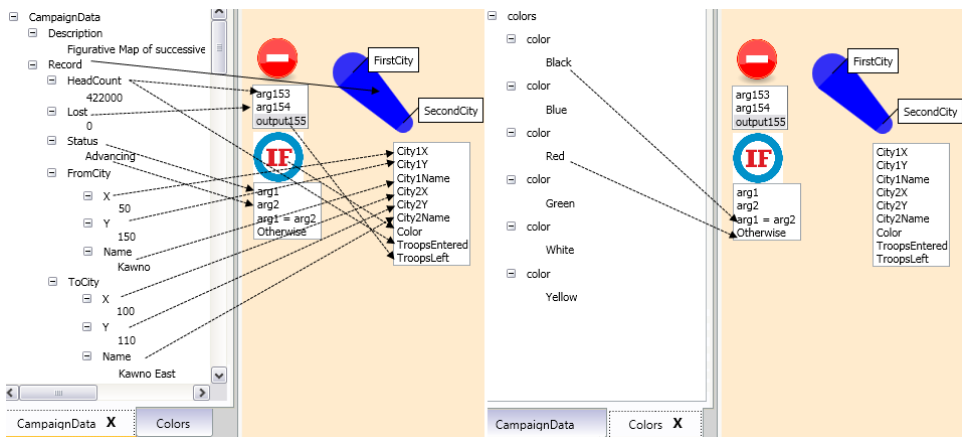 CampaignData
Description
Figurative Map of successive
Record
HeadCount
422000
Lost
0
Status
Advancing
FromCity
X
50
Y
150
Name
Kawno
ToCity
X
100
Y
110
Name
Kawno East
CampaignData X
Colors
arg153
arg154
output155
IF
arg1
arg2
arg1 = arg2
Otherwise
FirstCity
SecondCity
City1X
City1Y
City1Name
City2X
City2Y
City2Name
Color
TroopsEntered
TroopsLeft
colors
color
Black
color
Blue
color
Red
color
Green
color
White
color
Yellow
CampaignData
Colors X
arg153
arg154
output155
IF
arg1
arg2
arg1 = arg2
Otherwise
FirstCity
SecondCity
City1X
City1Y
City1Name
City2X
City2Y
City2Name
Color
TroopsEntered
TroopsLeft